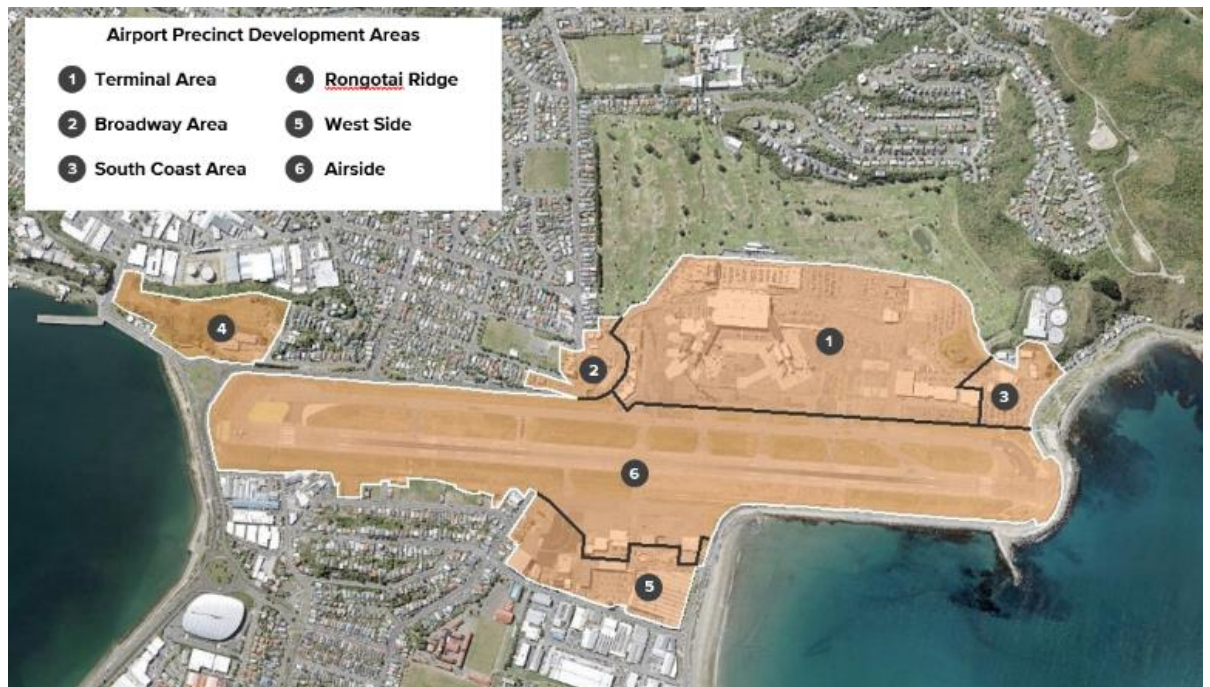 Airport Precinct Development Areas
1 Terminal Area
2 Broadway Area
3 South Coast Area
4 Rongotai Ridge
5 West Side
6 Airside
4
2
1
3
6
5